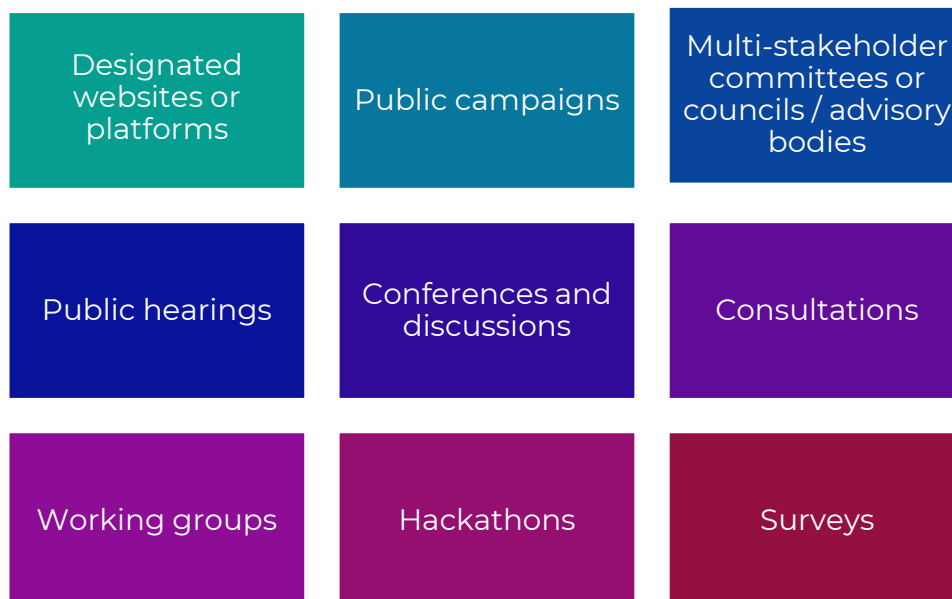 Designated
websites or
platforms
Public campaigns
Multi-stakeholder
committees or
councils / advisory
bodies
Public hearings
Conferences and
discussions
Consultations
Working groups
Hackathons
Surveys